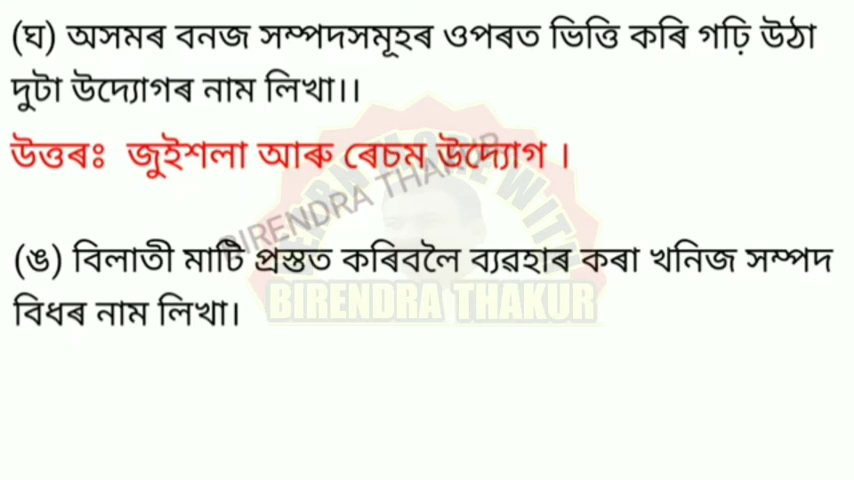 (ঘ) অসমৰ বনজ সম্পদসমূহৰ ওপৰত ভিত্তি কৰি গঢ়ি উঠা
দুটা উদ্যোগৰ নাম লিখা।।
উত্তৰঃ জুইশলা আৰু ৰেচম উদ্যোগ ।
BIRENDRA THAKUR
(ঙ) বিলাতী মাটি প্ৰস্তুত কৰিবলৈ ব্যৱহাৰ কৰা খনিজ সম্পদ
BIRENDRA THAKUR
বিধৰ নাম লিখা।